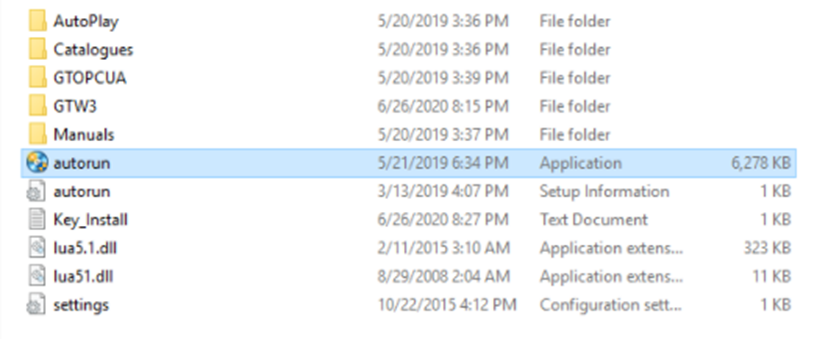 AutoPlay 5/20/2019 3:36 PM File folder
Catalogues 5/20/2019 3:36 PM File folder
GTOPCUA 5/20/2019 3:39 PM File folder
GTW3 6/26/2020 8:15 PM File folder
Manuals 5/20/2019 3:37 PM File folder
autorun 5/21/2019 6:34 PM Application 6,278 KB
autorun 3/13/2019 4:07 PM Setup Information 1 KB
Key_Install 6/26/2020 8:27 PM Text Document 1 KB
lua5.1.dll 2/11/2015 3:10 AM Application extens... 323 KB
lua51.dll 8/29/2008 2:04 AM Application extens... 11 KB
settings 10/22/2015 4:12 PM Configuration sett... 1 KB